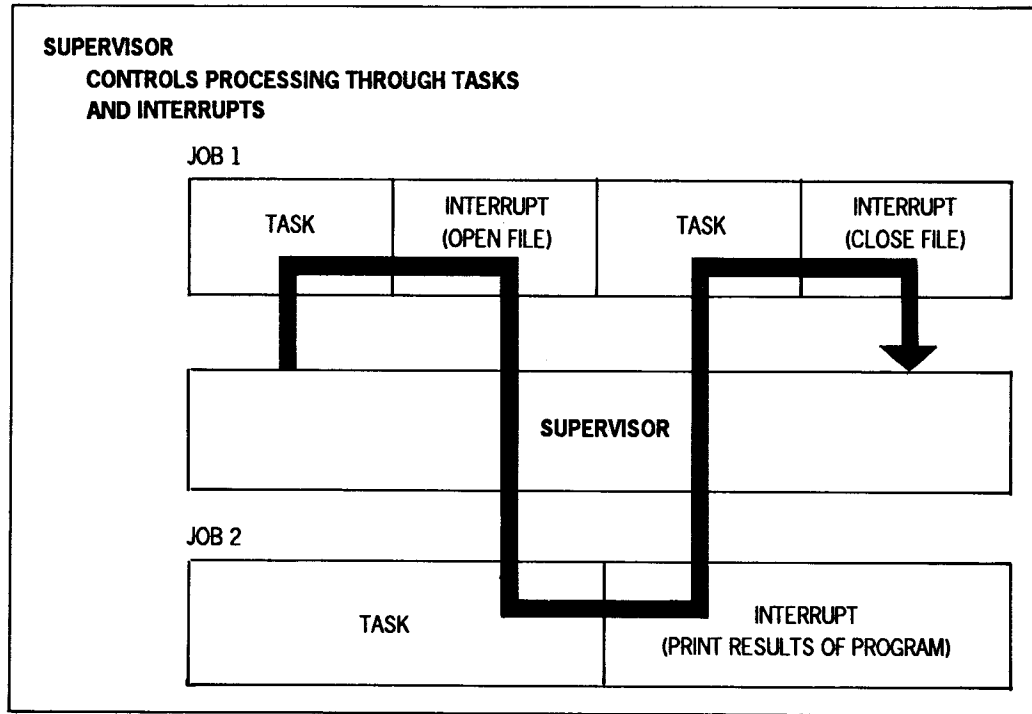 SUPERVISOR
CONTROLS PROCESSING THROUGH TASKS
AND INTERRUPTS
JOB 1
TASK
INTERRUPT
(OPEN FILE)
TASK
INTERRUPT
(CLOSE FILE)
SUPERVISOR
JOB 2
TASK
INTERRUPT
(PRINT RESULTS OF PROGRAM)